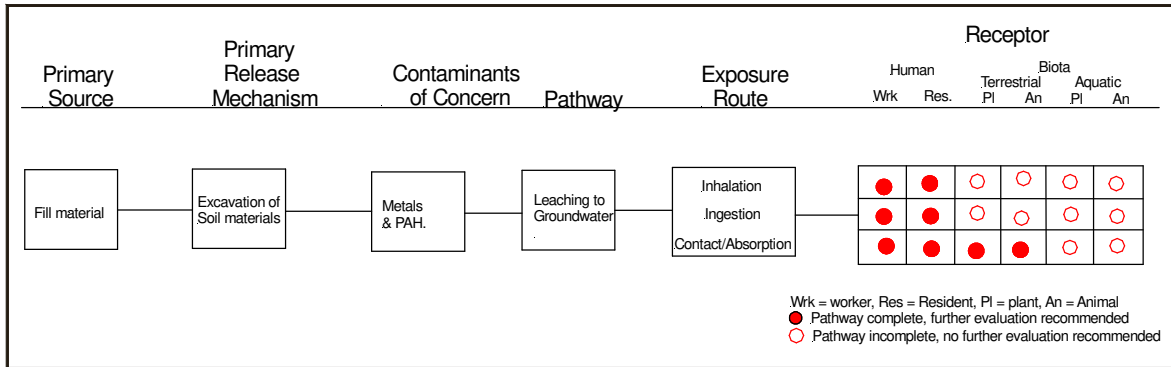 Receptor
Primary
Source
Primary
Release
Mechanism
Contaminants
of Concern
Pathway
Exposure
Route
Human
Biota
Terrestrial
Aquatic
Wrk
Res.
Pl
An
Pl
An
Fill material
Excavation of
Soil materials
Metals
& PAH.
Leaching to
Groundwater
.
Inhalation
Ingestion
Contact/Absorption
Wrk = worker, Res = Resident, Pl = plant, An = Animal
Pathway complete, further evaluation recommended
Pathway incomplete, no further evaluation recommended